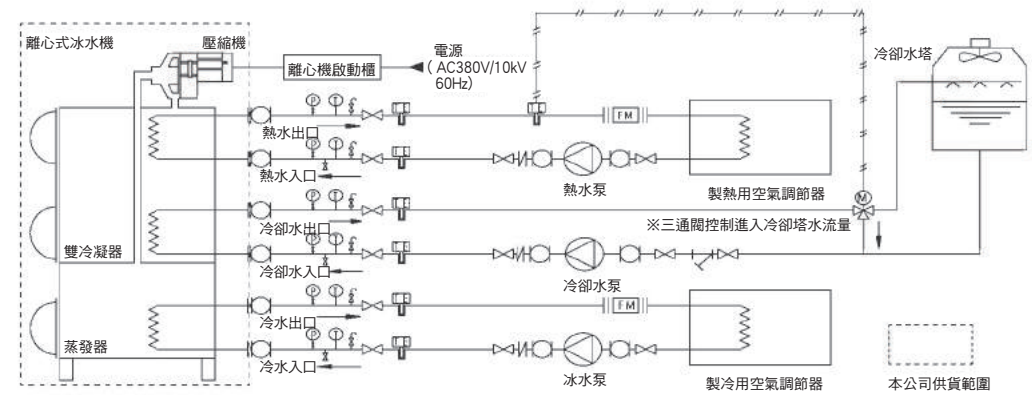 離心式冰水機
壓縮機
離心機啟動櫃
電源
( AC380V/10kV
60Hz)
冷卻水塔
P T
FM
熱水出口
P T
熱水入口
熱水泵
製熱用空氣調節器
P T
M
冷卻水出口
※三通閥控制進入冷卻塔水流量
P T
雙冷凝器
冷卻水入口
冷卻水泵
P T
FM
冷水出口
P T
蒸發器
冷水入口
冰水泵
製冷用空氣調節器
本公司供貨範圍